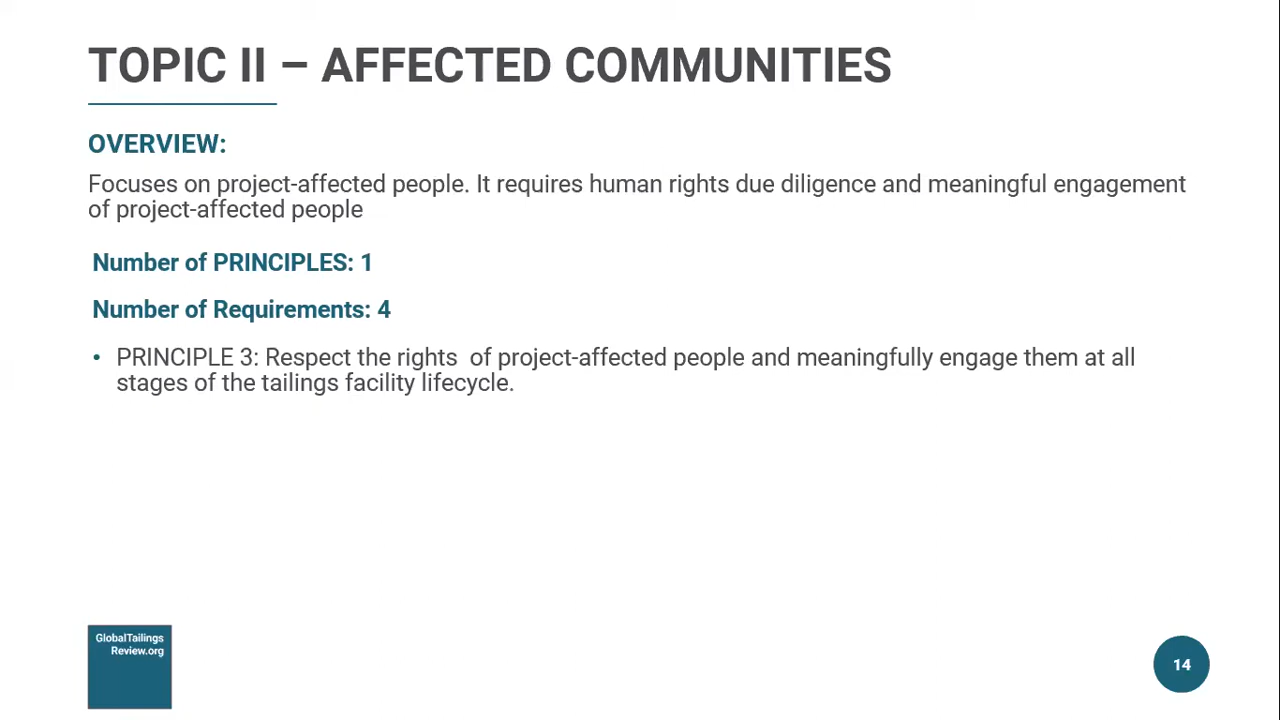 TOPIC II – AFFECTED COMMUNITIES
OVERVIEW:
Focuses on project-affected people. It requires human rights due diligence and meaningful engagement
of project-affected people
Number of PRINCIPLES: 1
Number of Requirements: 4
• PRINCIPLE 3: Respect the rights  of project-affected people and meaningfully engage them at all
stages of the tailings facility lifecycle.
GlobalTailings
Review.org
14